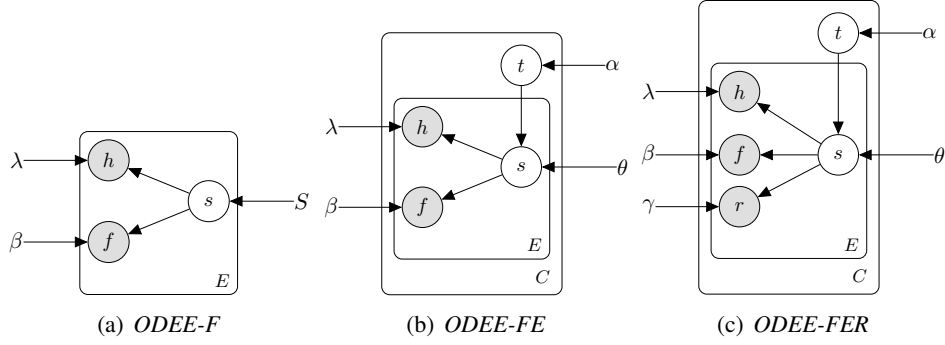 λ h
s S
β f
E
(a) ODEE-F
t α
λ h
s θ
β f
E
C
(b) ODEE-FE
t α
λ h
β f s θ
γ r
E
C
(c) ODEE-FER